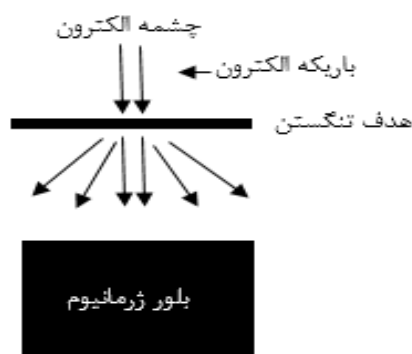 چشمه الکترون
باریکه الکترون
هدف تنگستن
بلور ژرمانیوم